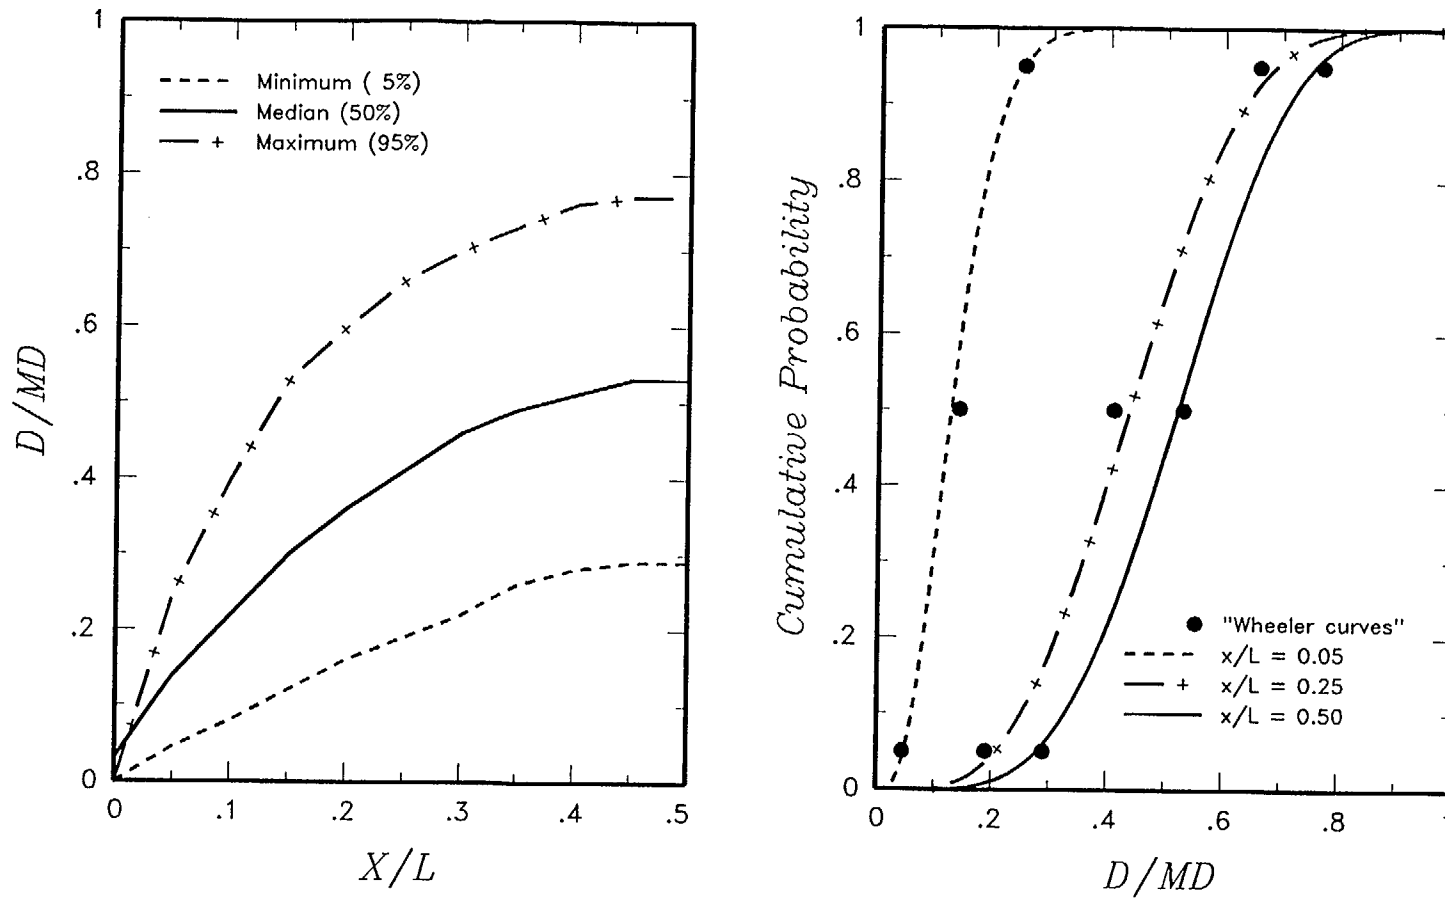 1
.8
.6
.4
.2
0
D/MD
Minimum ( 5%)
Median (50%)
+ Maximum (95%)
0 .1 .2 .3 .4 .5
X/L
1
.8
.6
.4
.2
0
Cumulative Probability
"Wheeler curves"
x/L = 0.05
+ x/L = 0.25
x/L = 0.50
0 .2 .4 .6 .8
D/MD